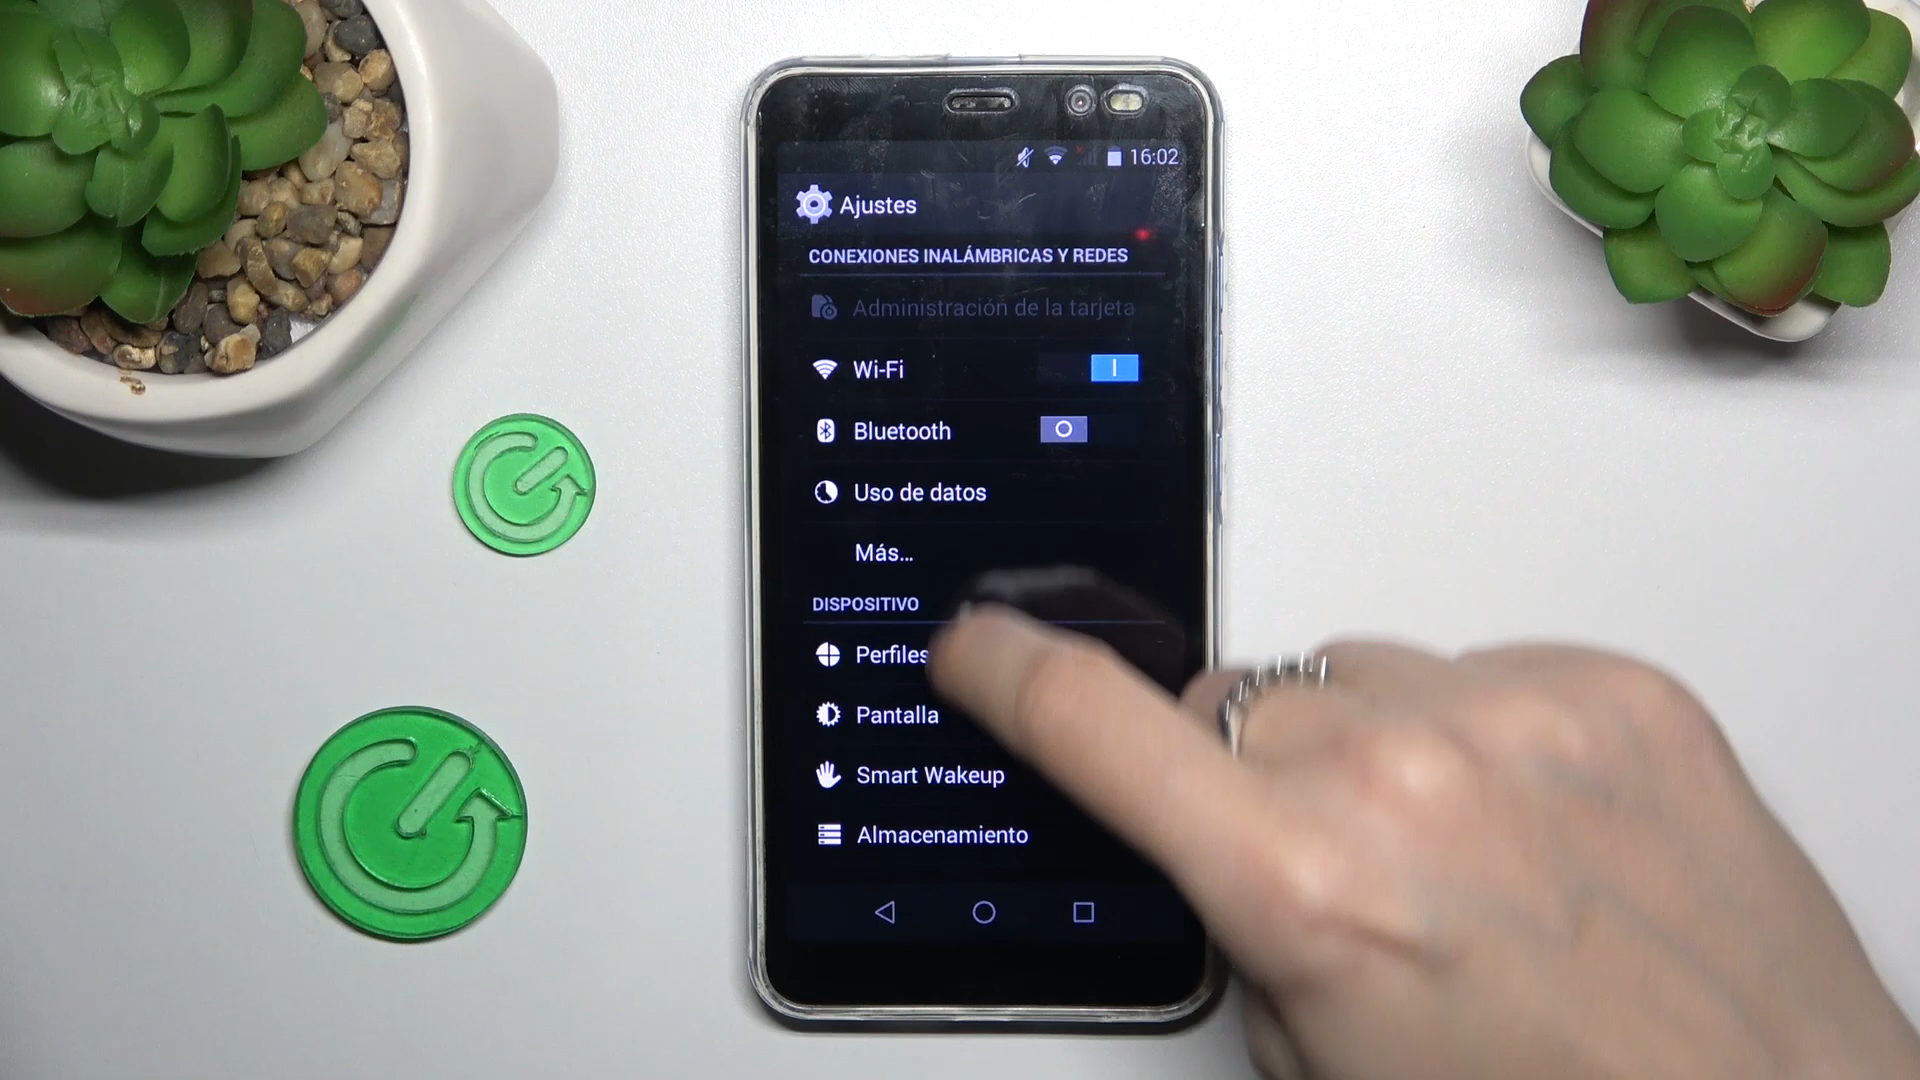 16:02
Ajustes
CONEXIONES INALÁMBRICAS Y REDES
Administración de la tarjeta
Wi-Fi
Bluetooth
Uso de datos
Más...
DISPOSITIVO
Perfiles
Pantalla
Smart Wakeup
Almacenamiento